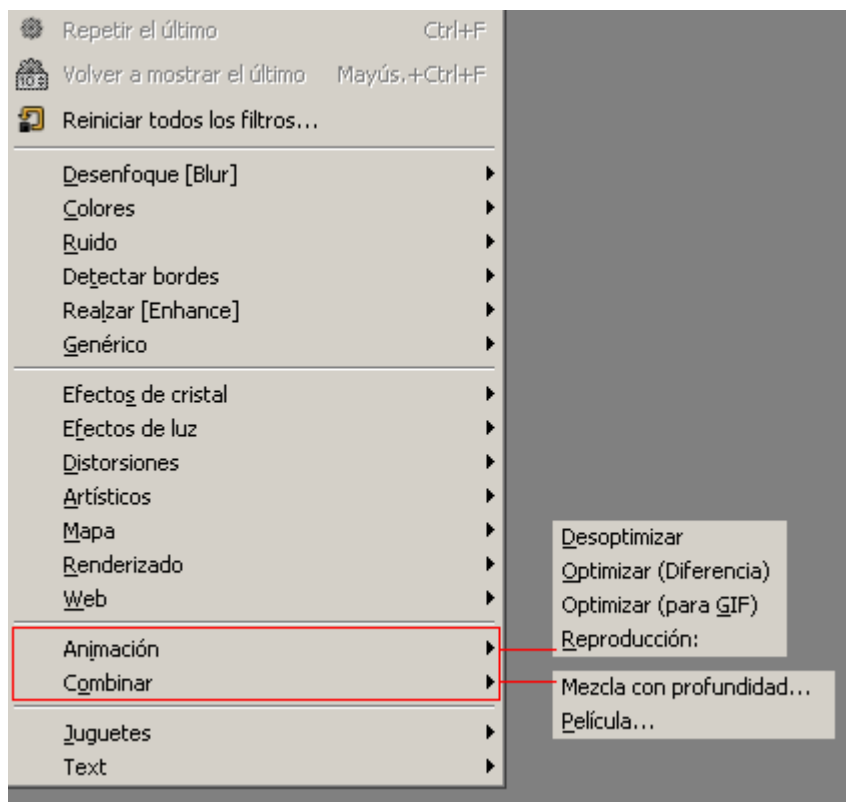 Repetir el último Ctrl+F
Volver a mostrar el último Mayús.+Ctrl+F
Reiniciar todos los filtros...
Desenfoque [Blur]
Colores
Ruido
Detectar bordes
Realzar [Enhance]
Genérico
Efectos de cristal
Efectos de luz
Distorsiones
Artísticos
Mapa
Renderizado
Web
Animación
Combinar
Juguetes
Text
Desoptimizar
Optimizar (Diferencia)
Optimizar (para GIF)
Reproducción:
Mezcla con profundidad...
Película...